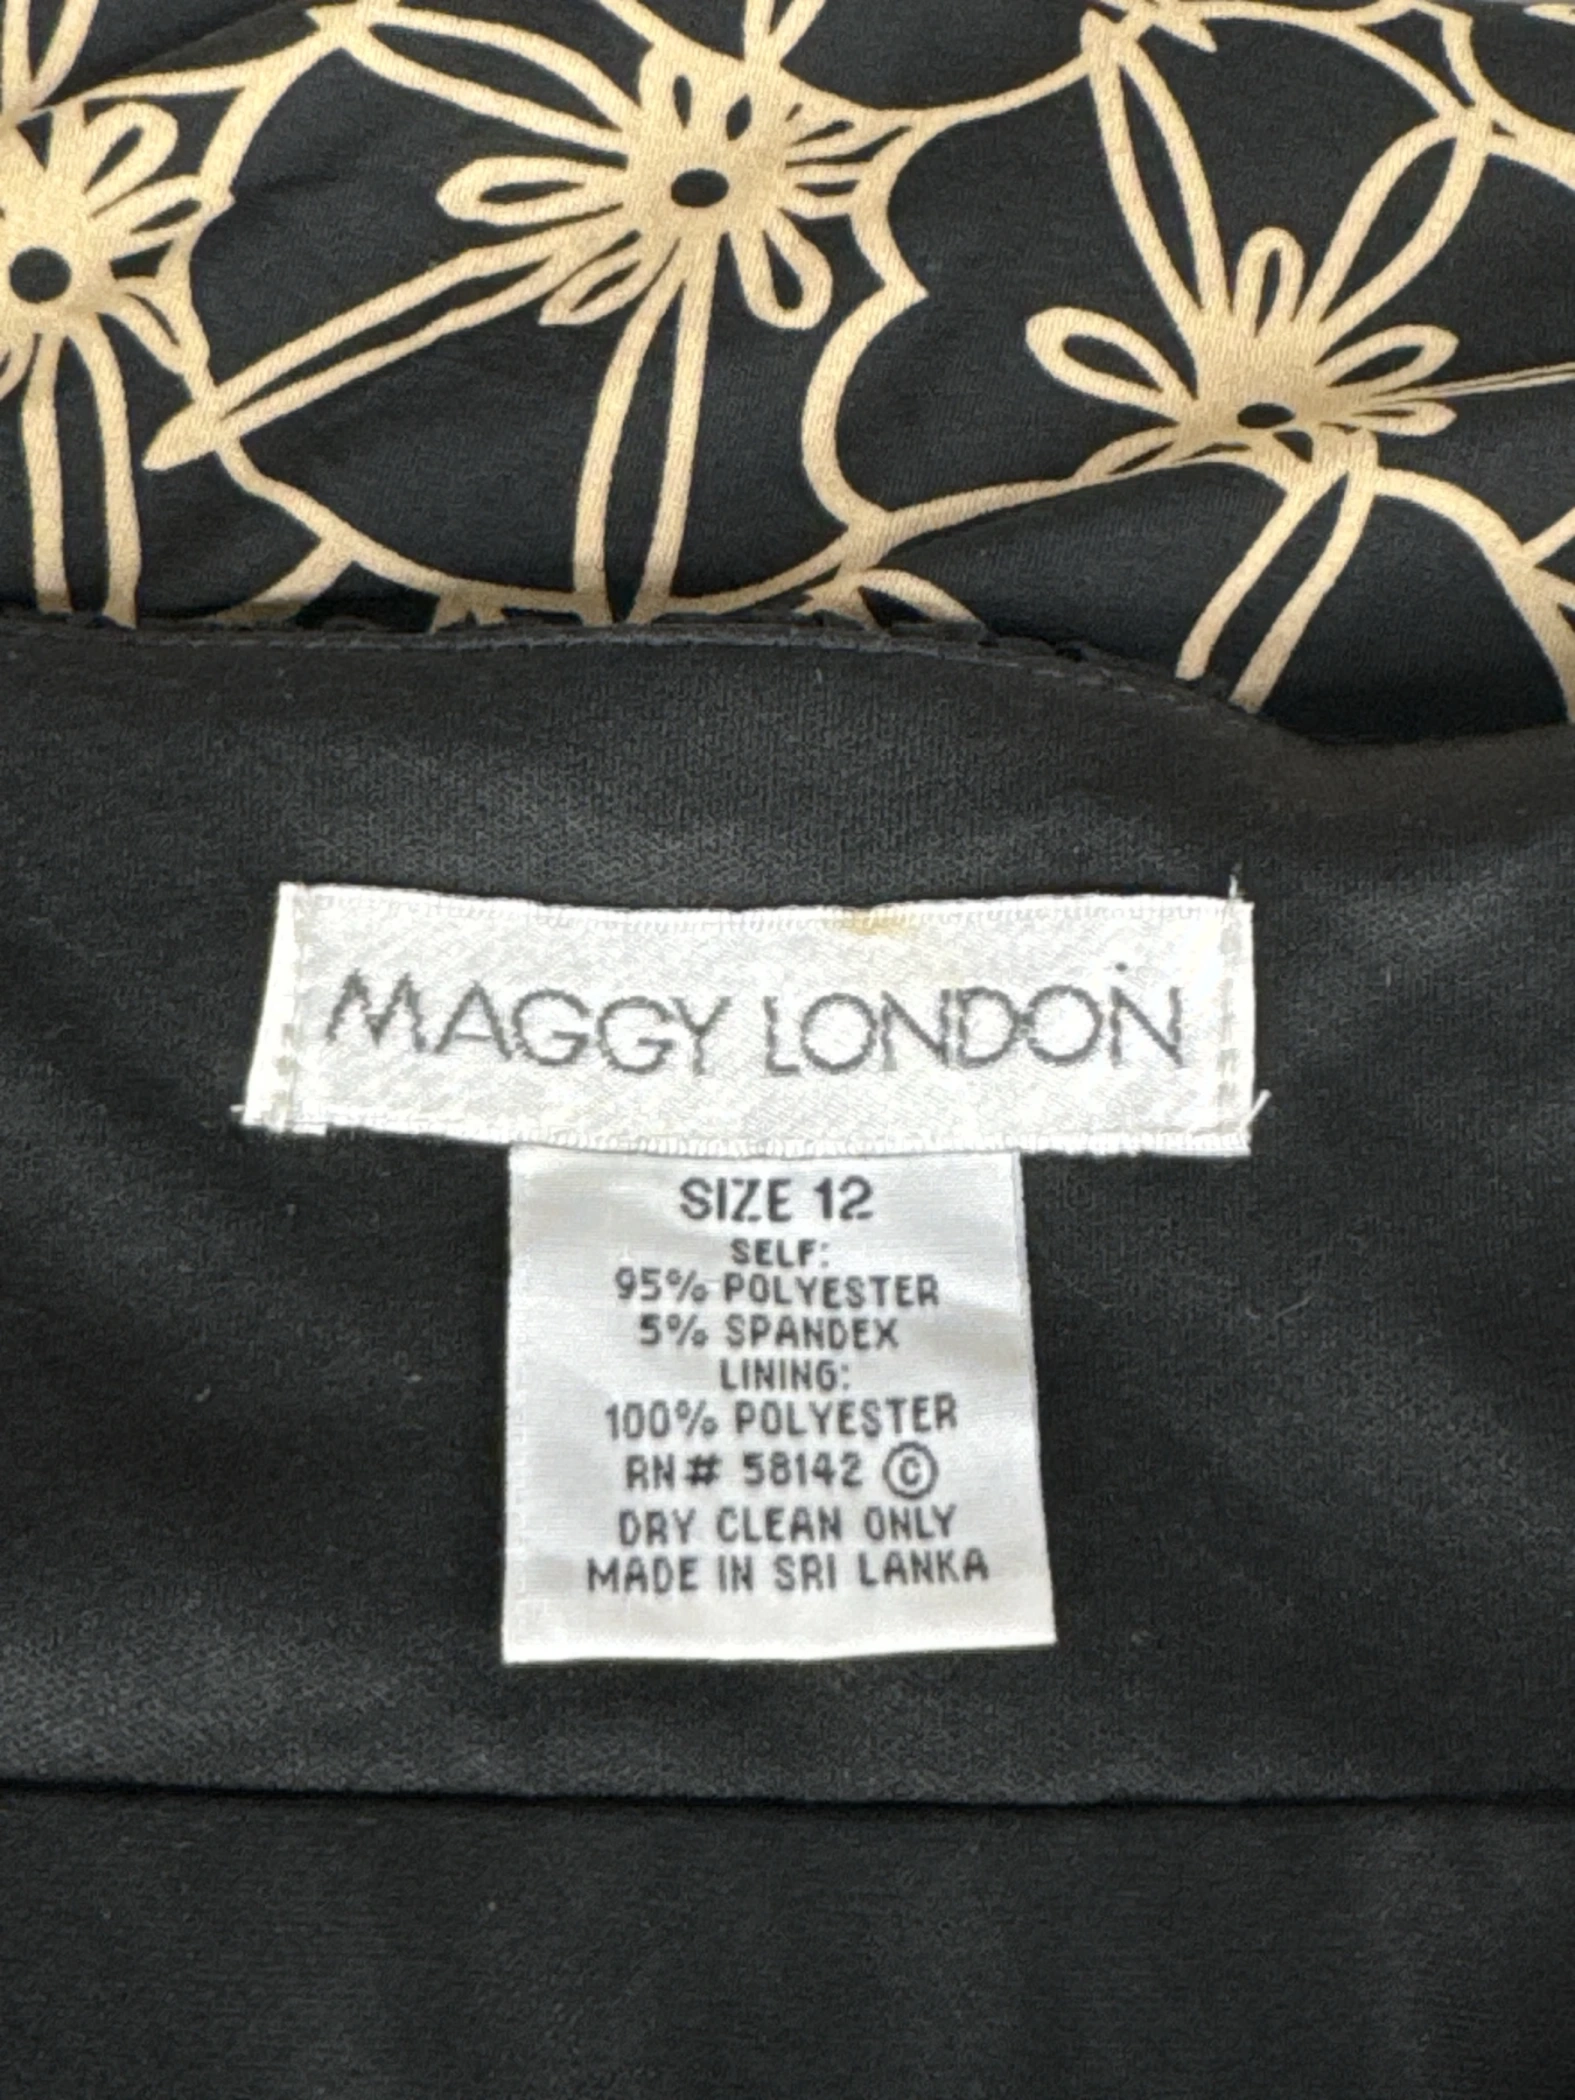 MAGGY LONDON
SIZE 12
SELF:
95% POLYESTER
5% SPANDEX
LINING:
100% POLYESTER
RN# 58142 ©
DRY CLEAN ONLY
MADE IN SRI LANKA